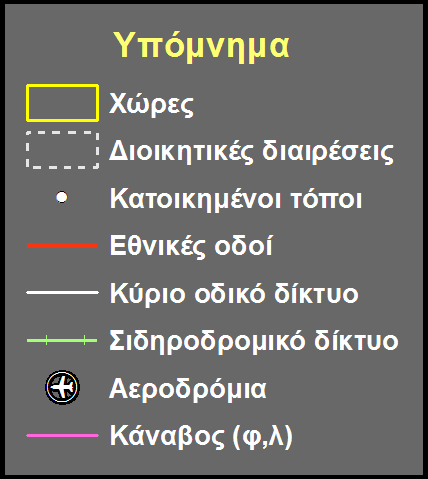 Υπόμνημα
Χώρες
Διοικητικές διαιρέσεις
Κατοικημένοι τόποι
Εθνικές οδοί
Κύριο οδικό δίκτυο
Σιδηροδρομικό δίκτυο
Αεροδρόμια
Κάναβος (φ,λ)